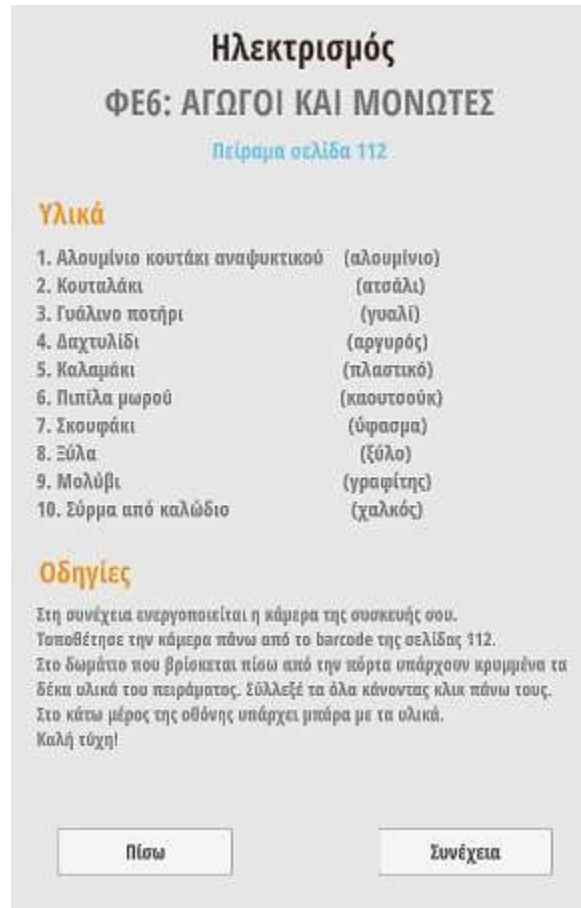 Ηλεκτρισμός
ΦΕ6: ΑΓΩΓΟΙ ΚΑΙ ΜΟΝΩΤΕΣ
Πείραμα σελίδα 112
Υλικά
1. Αλουμίνιο κουτάκι αναψυκτικού (αλουμίνιο)
2. Κουταλάκι (ατσάλι)
3. Γυάλινο ποτήρι (γυαλί)
4. Δαχτυλίδι (αργυρός)
5. Καλαμάκι (πλαστικό)
6. Πιπίλα μωρού (καουτσούκ)
7. Σκουφάκι (ύφασμα)
8. Ξύλα (ξύλο)
9. Μολύβι (γραφίτης)
10. Σύρμα από καλώδιο (χαλκός)
Οδηγίες
Στη συνέχεια ενεργοποιείται η κάμερα της συσκευής σου.
Τοποθέτησε την κάμερα πάνω από το barcode της σελίδας 112.
Στο δωμάτιο που βρίσκεται πίσω από την πόρτα υπάρχουν κρυμμένα τα
δέκα υλικά του πειράματος. Σύλλεξέ τα όλα κάνοντας κλικ πάνω τους.
Στο κάτω μέρος της οθόνης υπάρχει μπάρα με τα υλικά.
Καλή τύχη!
Πίσω Συνέχεια